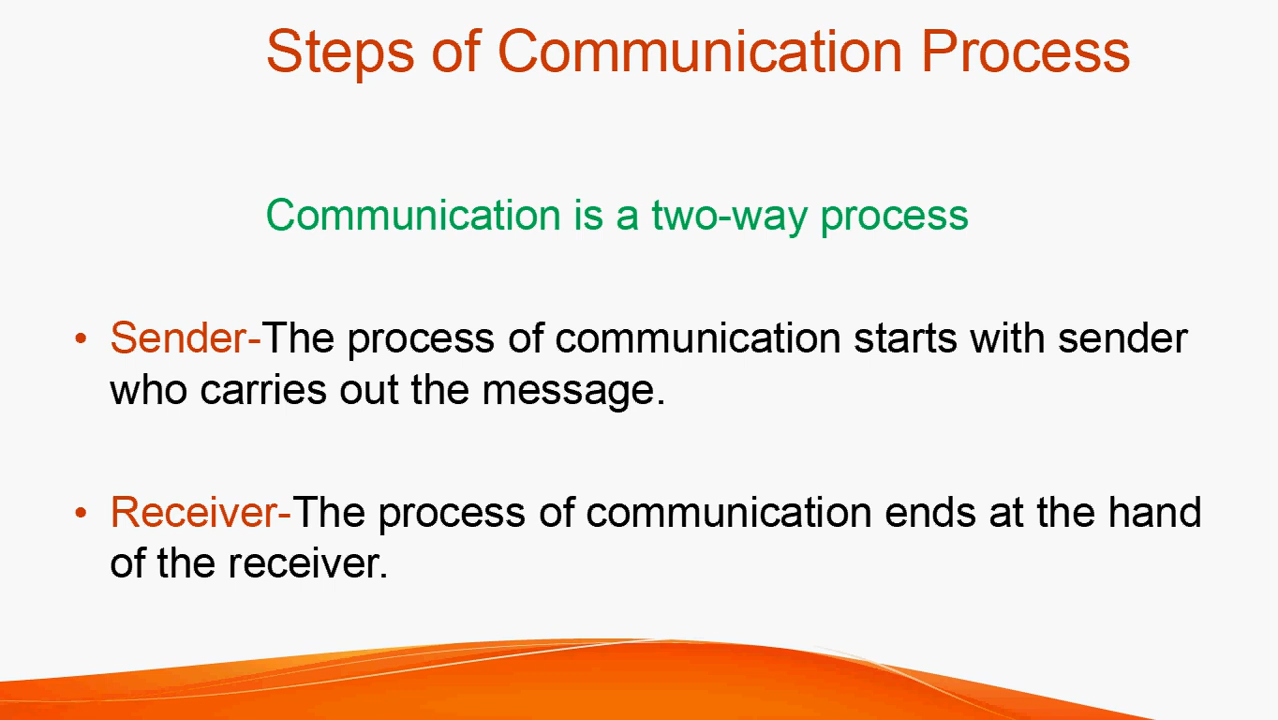 Steps of Communication Process
Communication is a two-way process
• Sender-The process of communication starts with sender
who carries out the message.
• Receiver-The process of communication ends at the hand
of the receiver.